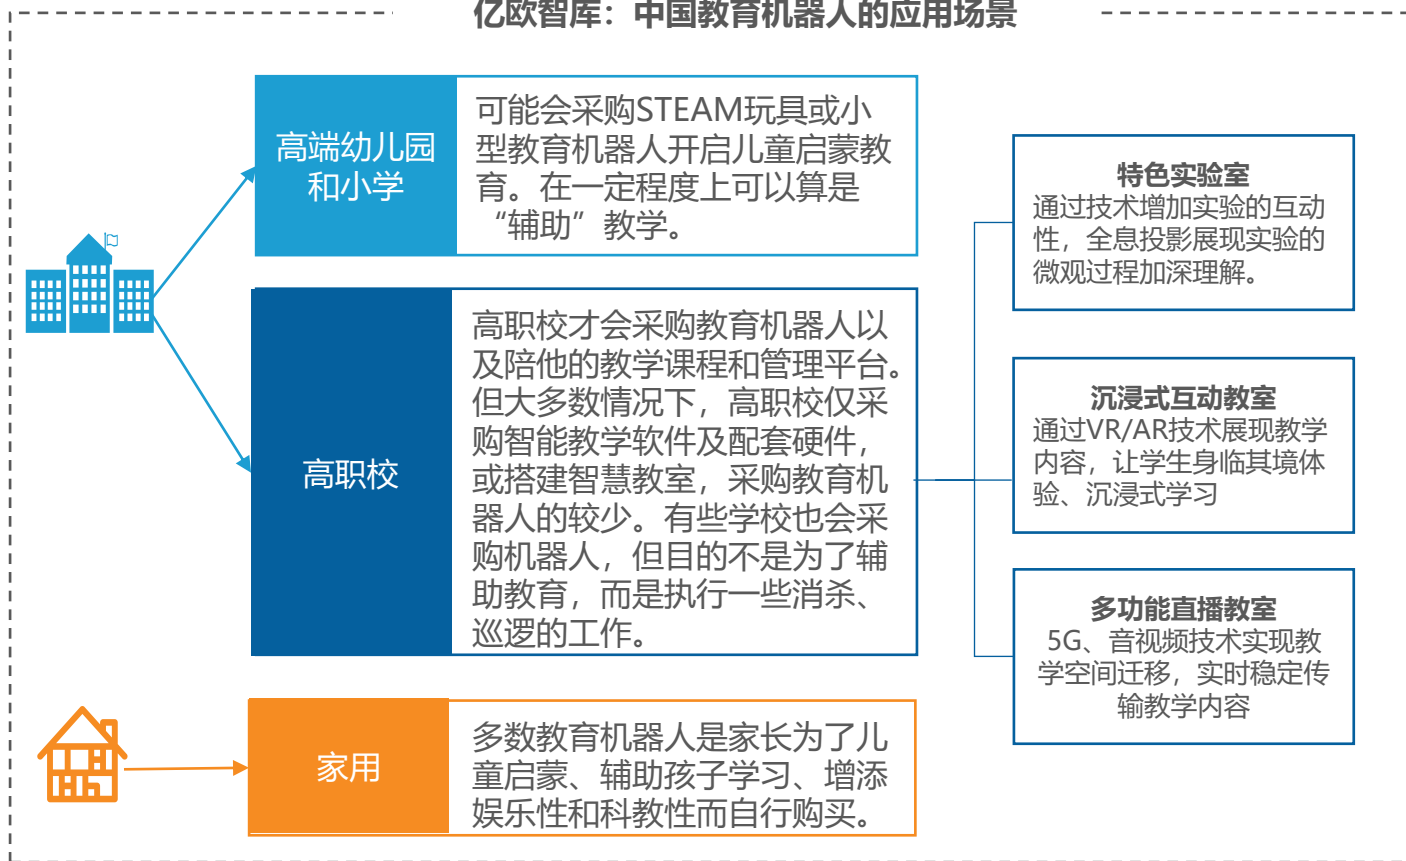 亿欧智库：中国教育机器人的应用场景
高端幼儿园
和小学
可能会采购STEAM玩具或小
型教育机器人开启儿童启蒙教
育。在一定程度上可以算是
“辅助”教学。
高职校
高职校才会采购教育机器人以
及陪他的教学课程和管理平台。
但大多数情况下，高职校仅采
购智能教学软件及配套硬件，
或搭建智慧教室，采购教育机
器人的较少。有些学校也会采
购机器人，但目的不是为了辅
助教育，而是执行一些消杀、
巡逻的工作。
特色实验室
通过技术增加实验的互动
性，全息投影展现实验的
微观过程加深理解。
沉浸式互动教室
通过VR/AR技术展现教学
内容，让学生身临其境体
验、沉浸式学习
多功能直播教室
5G、音视频技术实现教
学空间迁移，实时稳定传
输教学内容
家用
多数教育机器人是家长为了儿
童启蒙、辅助孩子学习、增添
娱乐性和科教性而自行购买。